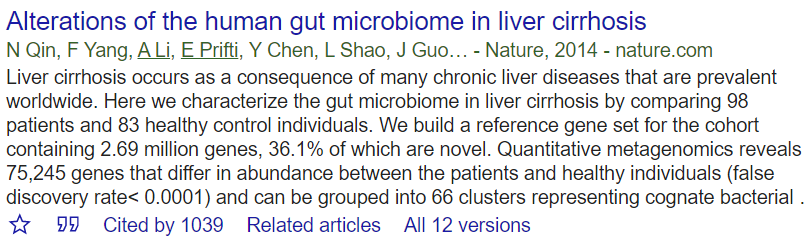 Alterations of the human gut microbiome in liver cirrhosis
N Qin, F Yang, A Li, E Prifti, Y Chen, L Shao, J Guo… - Nature, 2014 - nature.com
Liver cirrhosis occurs as a consequence of many chronic liver diseases that are prevalent
worldwide. Here we characterize the gut microbiome in liver cirrhosis by comparing 98
patients and 83 healthy control individuals. We build a reference gene set for the cohort
containing 2.69 million genes, 36.1% of which are novel. Quantitative metagenomics reveals
75,245 genes that differ in abundance between the patients and healthy individuals (false
discovery rate< 0.0001) and can be grouped into 66 clusters representing cognate bacterial .
Cited by 1039 Related articles All 12 versions